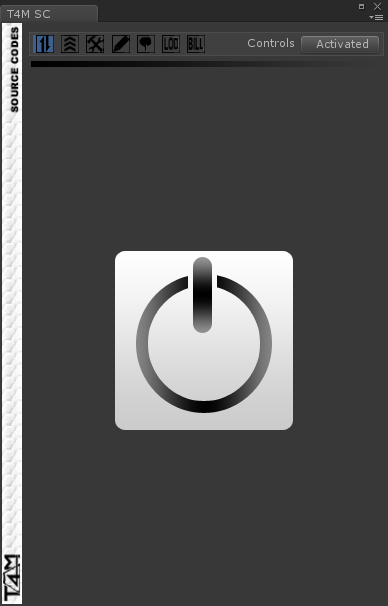 T4M SC
SOURCE CODES
LOD
BILL
Controls
Activated
T4M